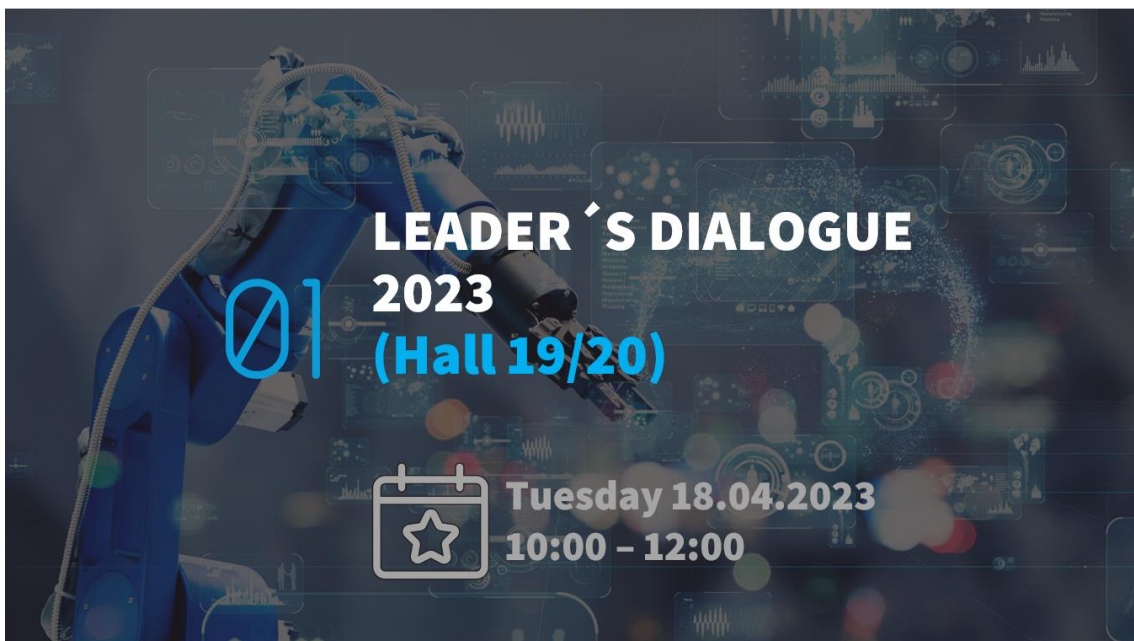 01
LEADER´S DIALOGUE
2023
(Hall 19/20)
Tuesday 18.04.2023
10:00 – 12:00